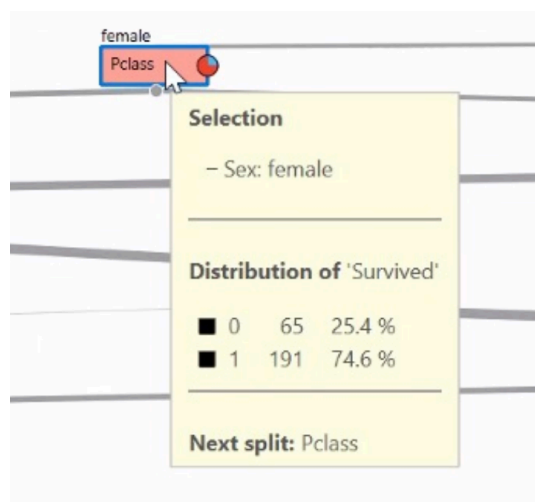 female
Pclass
Selection
– Sex: female
Distribution of 'Survived'
0 65 25.4 %
1 191 74.6 %
Next split: Pclass